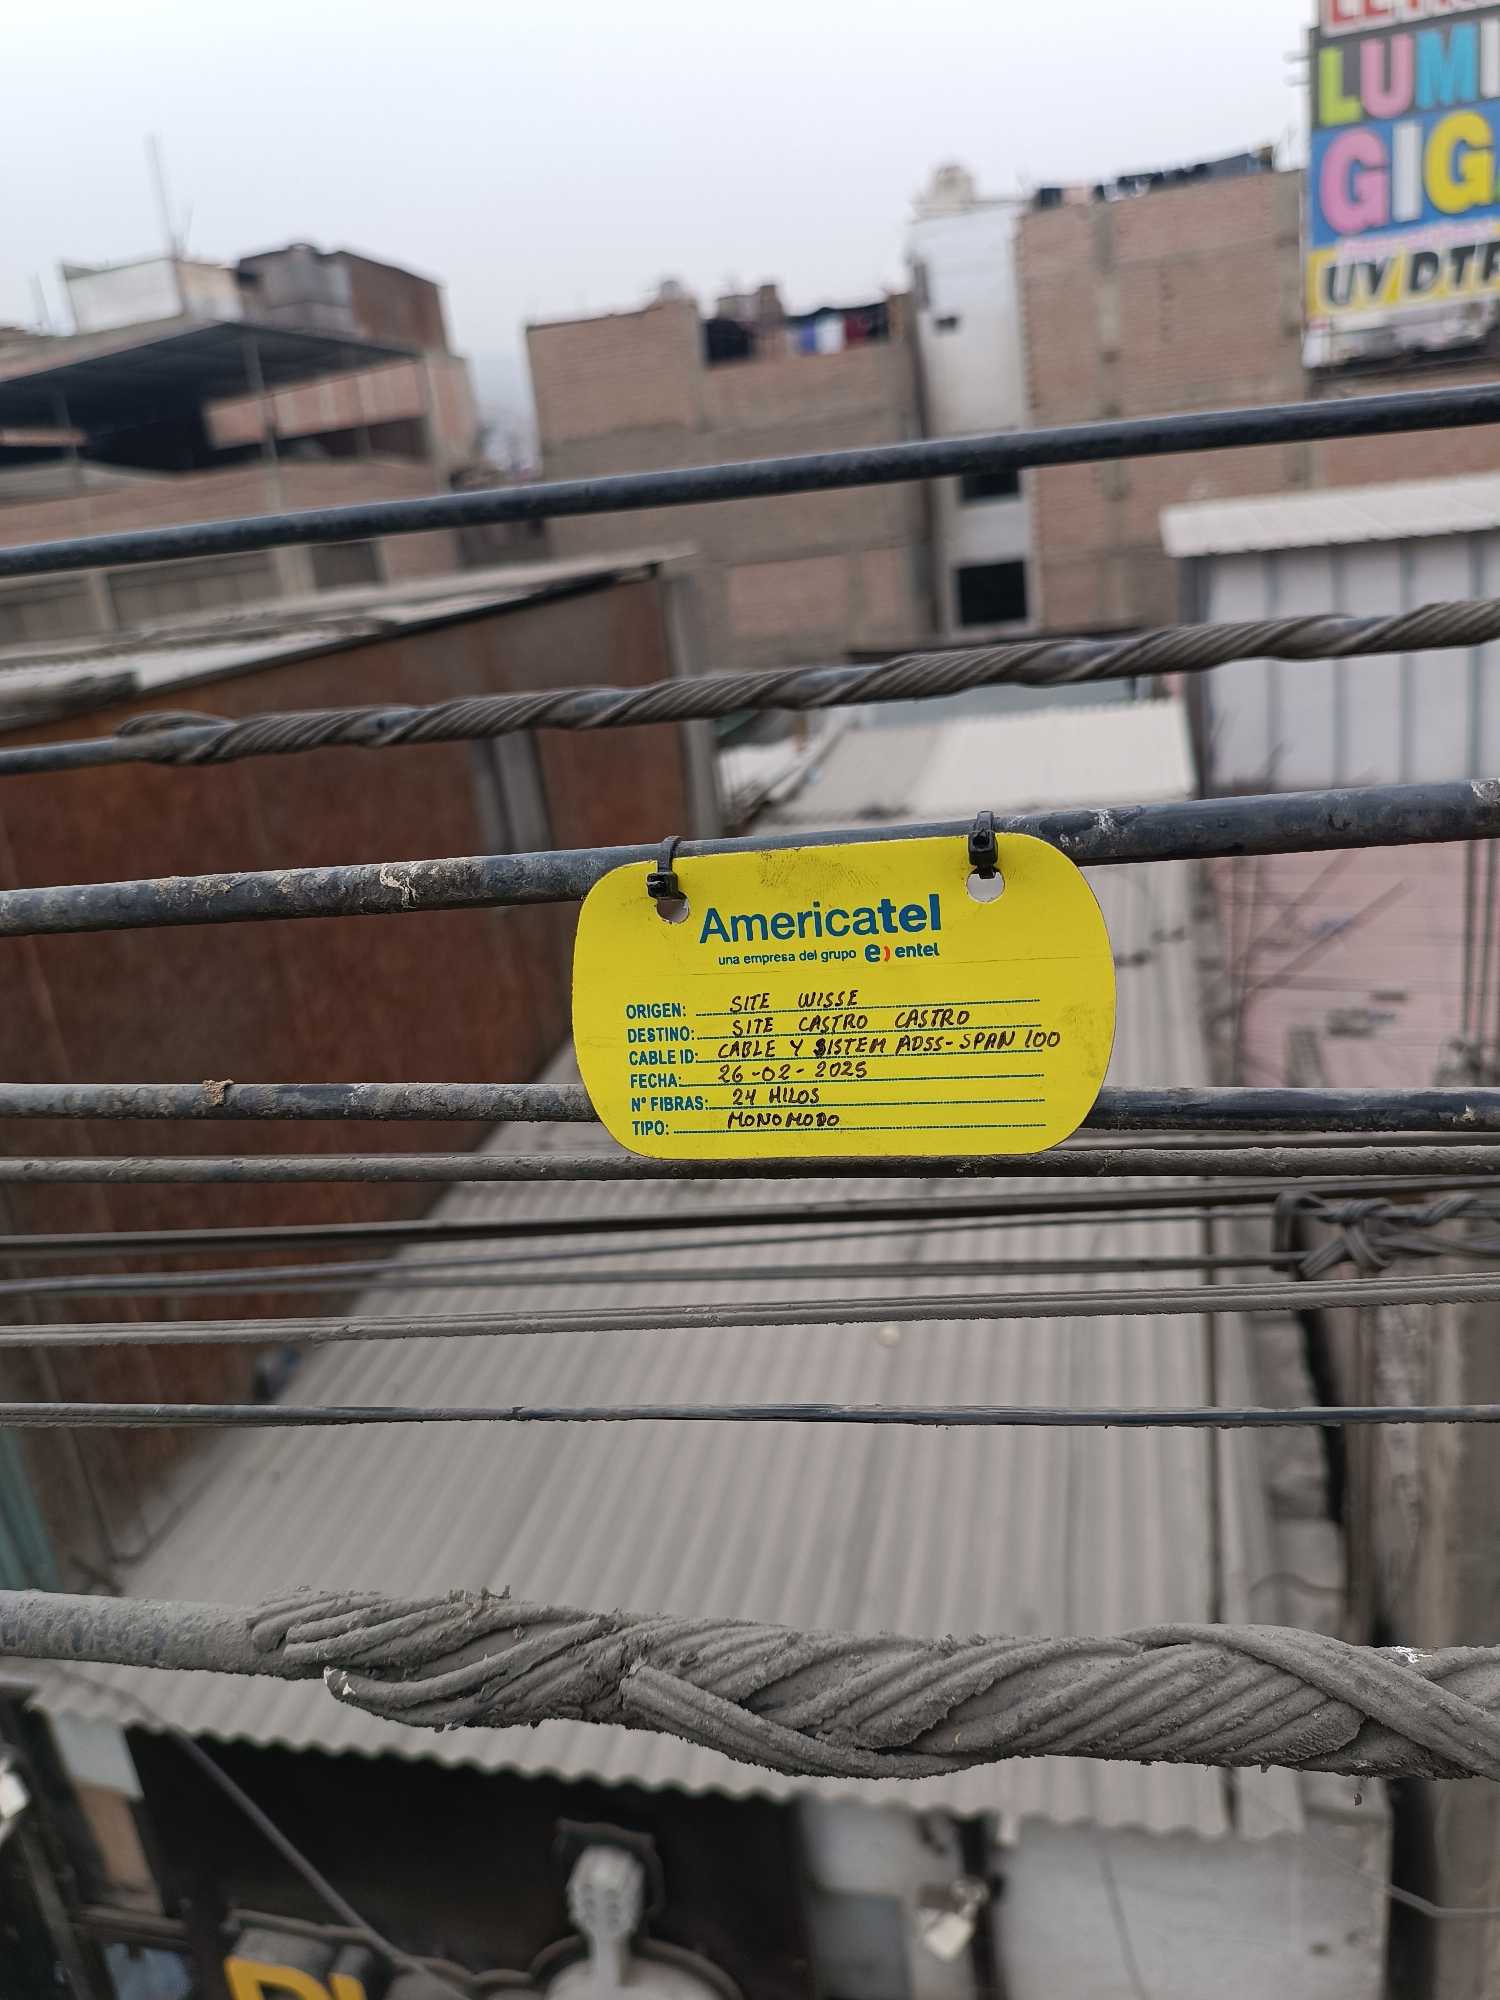 LUMI
GIG
UV DTF
Americatel
una empresa del grupo e) entel
ORIGEN: SITE WISSE
DESTINO: SITE CASTRO CASTRO
CABLE ID: CABLE Y SISTEM ADSS-SPAN 100
FECHA: 26-02-2025
N° FIBRAS: 24 HILOS
TIPO: MONOMODO